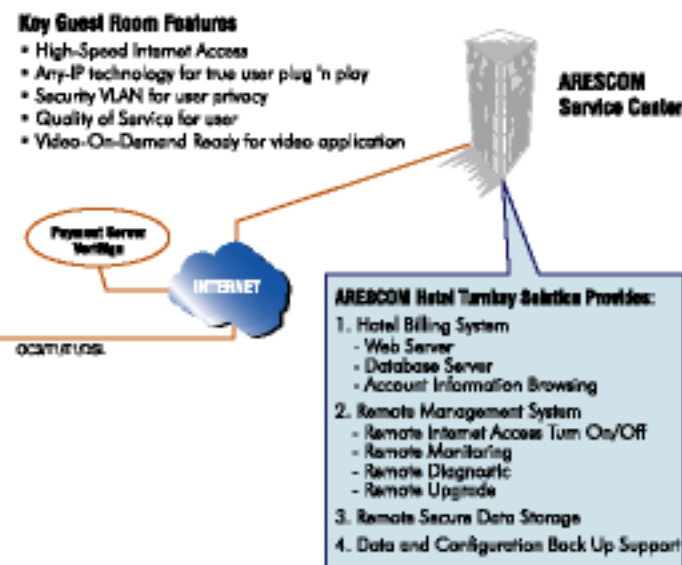 Key Guest Room Features
• High-Speed Internet Access
• Any-IP technology for true user plug 'n play
• Security VLAN for user privacy
• Quality of Service for user
• Video-On-Demand Ready for video application
ARESCOM
Service Center
Payment Server
VeriSign
INTERNET
ARESCOM Hotel Turnkey Solution Provides:
1. Hotel Billing System
- Web Server
- Database Server
- Account Information Browsing
2. Remote Management System
- Remote Internet Access Turn On/Off
- Remote Monitoring
- Remote Diagnostic
- Remote Upgrade
3. Remote Secure Data Storage
4. Data and Configuration Back Up Support